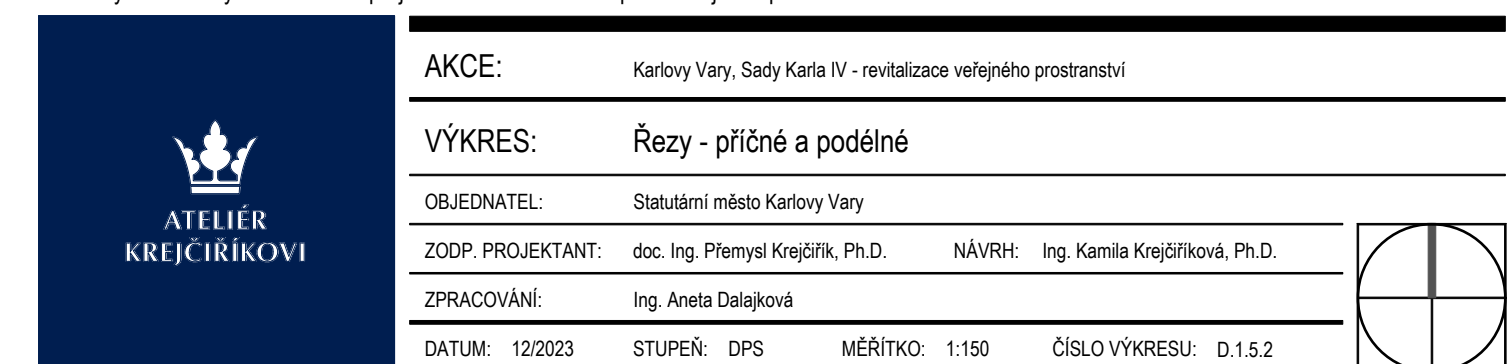 AKCE: Karlovy Vary, Sady Karla IV - revitalizace veřejného prostranství
VÝKRES: Řezy - příčné a podélné
OBJEDNATEL: Statutární město Karlovy Vary
ATELIÉR
KREJČIŘÍKOVI
ZODP. PROJEKTANT: doc. Ing. Přemysl Krejčiřík, Ph.D. NÁVRH: Ing. Kamila Krejčiříková, Ph.D.
ZPRACOVÁNÍ: Ing. Aneta Dalajková
DATUM: 12/2023 STUPEŇ: DPS MĚŘÍTKO: 1:150 ČÍSLO VÝKRESU: D.1.5.2